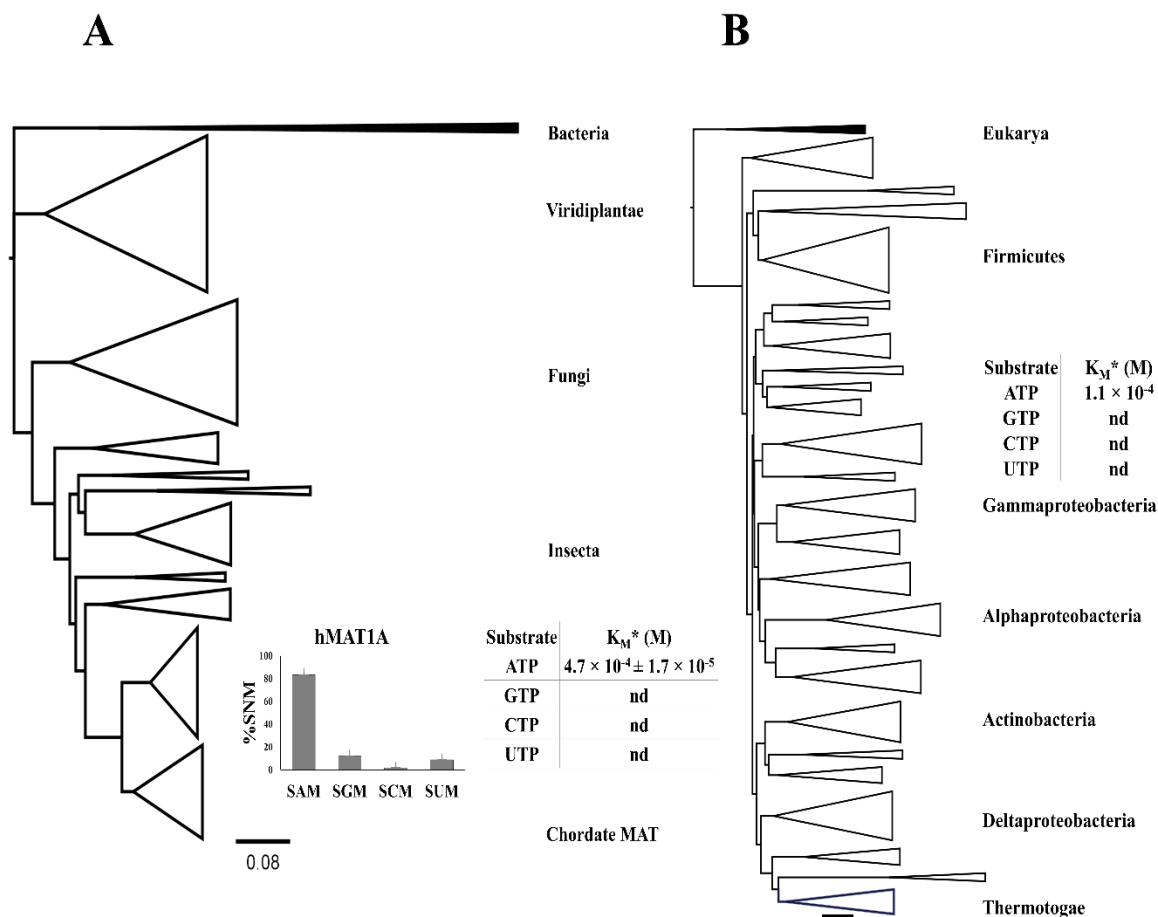 A
B
Bacteria
Viridiplantae
Fungi
Insecta
hMAT1A
%SNM
100
80
60
40
20
0
SAM SGM SCM SUM
Substrate K_M* (M)
ATP 4.7 × 10⁻⁴ ± 1.7 × 10⁻⁵
GTP nd
CTP nd
UTP nd
Chordate MAT
0.08
Eukarya
Firmicutes
Substrate K_M* (M)
ATP 1.1 × 10⁻⁴
GTP nd
CTP nd
UTP nd
Gammaproteobacteria
Alphaproteobacteria
Actinobacteria
Deltaproteobacteria
Thermotogae